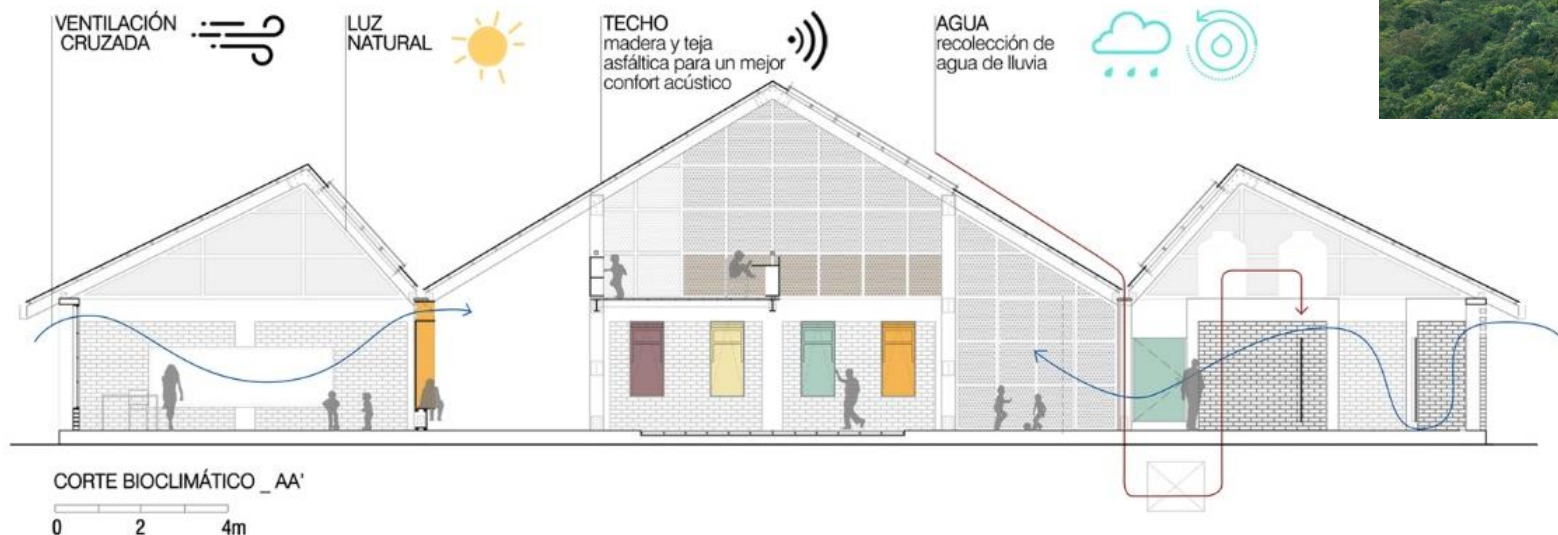 VENTILACIÓN
CRUZADA
LUZ
NATURAL
TECHO
madera y teja
asfáltica para un mejor
confort acústico
AGUA
recolección de
agua de lluvia
CORTE BIOCLIMÁTICO _ AA'
0 2 4m